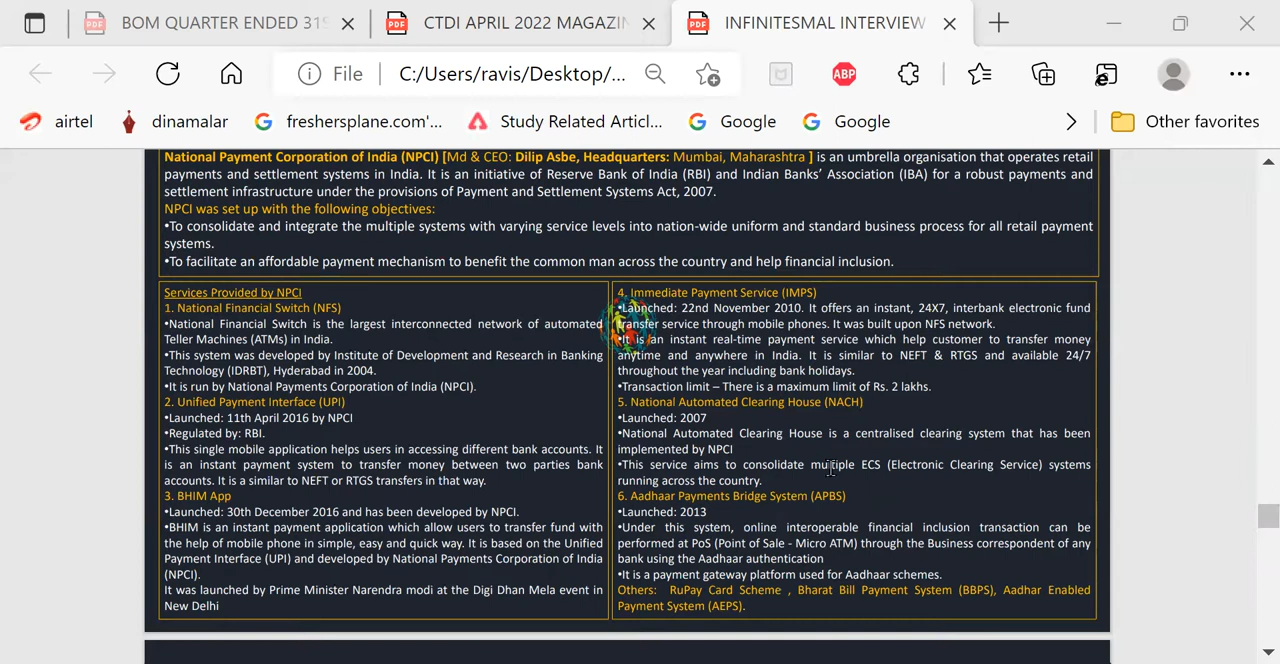 BOM QUARTER ENDED 31
CTDI APRIL 2022 MAGAZIN
INFINITESMAL INTERVIEW
File
C:/Users/ravis/Desktop/...
ABP
airtel
dinamalar
freshersplane.com'...
Study Related Articl...
Google
Google
Other favorites
National Payment Corporation of India (NPCI) [Md & CEO: Dilip Asbe, Headquarters: Mumbai, Maharashtra ] is an umbrella organisation that operates retail
payments and settlement systems in India. It is an initiative of Reserve Bank of India (RBI) and Indian Banks’ Association (IBA) for a robust payments and
settlement infrastructure under the provisions of Payment and Settlement Systems Act, 2007.
NPCI was set up with the following objectives:
•To consolidate and integrate the multiple systems with varying service levels into nation-wide uniform and standard business process for all retail payment
systems.
•To facilitate an affordable payment mechanism to benefit the common man across the country and help financial inclusion.
Services Provided by NPCI
1. National Financial Switch (NFS)
•National Financial Switch is the largest interconnected network of automated
Teller Machines (ATMs) in India.
•This system was developed by Institute of Development and Research in Banking
Technology (IDRBT), Hyderabad in 2004.
•It is run by National Payments Corporation of India (NPCI).
2. Unified Payment Interface (UPI)
•Launched: 11th April 2016 by NPCI
•Regulated by: RBI.
•This single mobile application helps users in accessing different bank accounts. It
is an instant payment system to transfer money between two parties bank
accounts. It is a similar to NEFT or RTGS transfers in that way.
3. BHIM App
•Launched: 30th December 2016 and has been developed by NPCI.
•BHIM is an instant payment application which allow users to transfer fund with
the help of mobile phone in simple, easy and quick way. It is based on the Unified
Payment Interface (UPI) and developed by National Payments Corporation of India
(NPCI).
It was launched by Prime Minister Narendra modi at the Digi Dhan Mela event in
New Delhi
4. Immediate Payment Service (IMPS)
•Launched: 22nd November 2010. It offers an instant, 24X7, interbank electronic fund
transfer service through mobile phones. It was built upon NFS network.
•It is an instant real-time payment service which help customer to transfer money
anytime and anywhere in India. It is similar to NEFT & RTGS and available 24/7
throughout the year including bank holidays.
•Transaction limit – There is a maximum limit of Rs. 2 lakhs.
5. National Automated Clearing House (NACH)
•Launched: 2007
•National Automated Clearing House is a centralised clearing system that has been
implemented by NPCI
•This service aims to consolidate multiple ECS (Electronic Clearing Service) systems
running across the country.
6. Aadhaar Payments Bridge System (APBS)
•Launched: 2013
•Under this system, online interoperable financial inclusion transaction can be
performed at PoS (Point of Sale - Micro ATM) through the Business correspondent of any
bank using the Aadhaar authentication
•It is a payment gateway platform used for Aadhaar schemes.
Others: RuPay Card Scheme , Bharat Bill Payment System (BBPS), Aadhar Enabled
Payment System (AEPS).